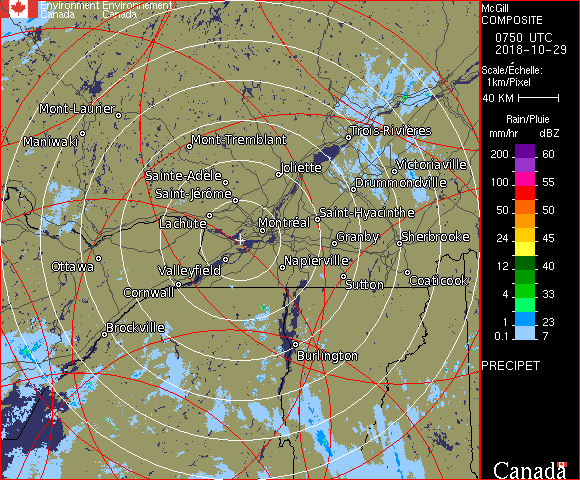 Environment Environnement
Canada Canada
McGill
COMPOSITE
0750 UTC
2018-10-29
Scale/Échelle:
1km/Pixel
40 KM
Rain/Pluie
mm/hr dBZ
200 60
150 57
100 55
50 50
24 45
12 40
4 33
1 23
0.1 7
PRECIPET
Canada
Mont-Laurier
Maniwaki
Mont-Tremblant
Trois-Rivières
Sainte-Adèle
Joliette
Victoriaville
Saint-Jérôme
Drummondville
Lachute
Montréal
Saint-Hyacinthe
Granby
Sherbrooke
Ottawa
Valleyfield
Napierville
Cornwall
Sutton
Coaticook
Brockville
Burlington